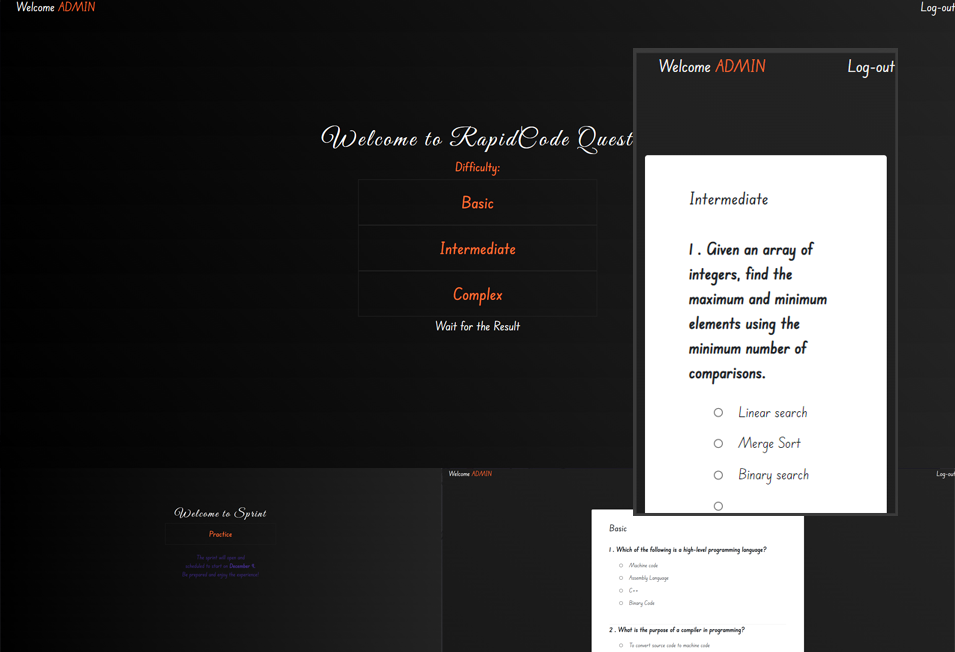 Welcome ADMIN
Log-out
Welcome to RapidCode Quest
Difficulty:
Basic
Intermediate
Complex
Wait for the Result
Welcome ADMIN
Log-out
Intermediate
1 . Given an array of
integers, find the
maximum and minimum
elements using the
minimum number of
comparisons.
Linear search
Merge Sort
Binary search
Welcome to Sprint
Practice
The sprint will open and
scheduled to start on December 9.
Be prepared and enjoy the experience!
Welcome ADMIN
Log-out
Basic
1 . Which of the following is a high-level programming language?
Machine code
Assembly Language
C++
Binary Code
2 . What is the purpose of a compiler in programming?
To convert source code to machine code